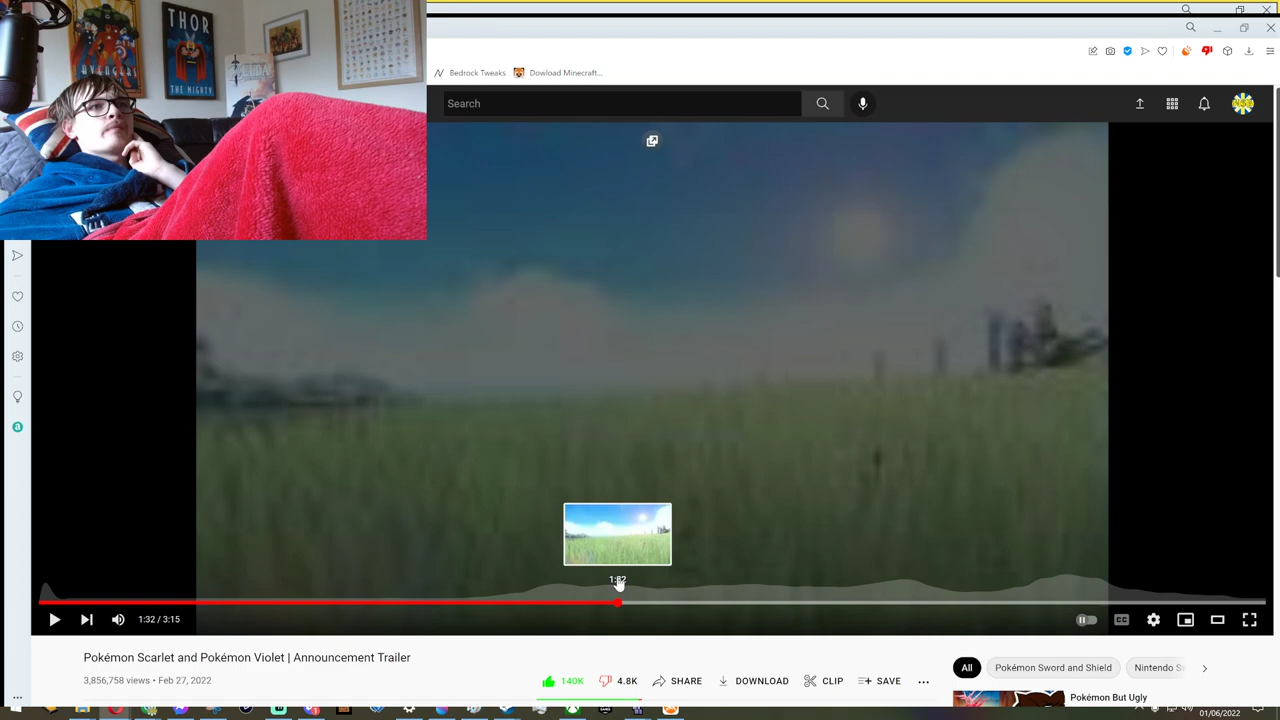 AVENGERS
THOR
THE MIGHTY
Bedrock Tweaks
Dowload Minecraft...
Search
1:32 / 3:15
CC
Pokémon Scarlet and Pokémon Violet | Announcement Trailer
3,856,758 views • Feb 27, 2022
140K
4.8K
SHARE
DOWNLOAD
CLIP
SAVE
All
Pokémon Sword and Shield
Nintendo S
Pokémon But Ugly
01/06/2022